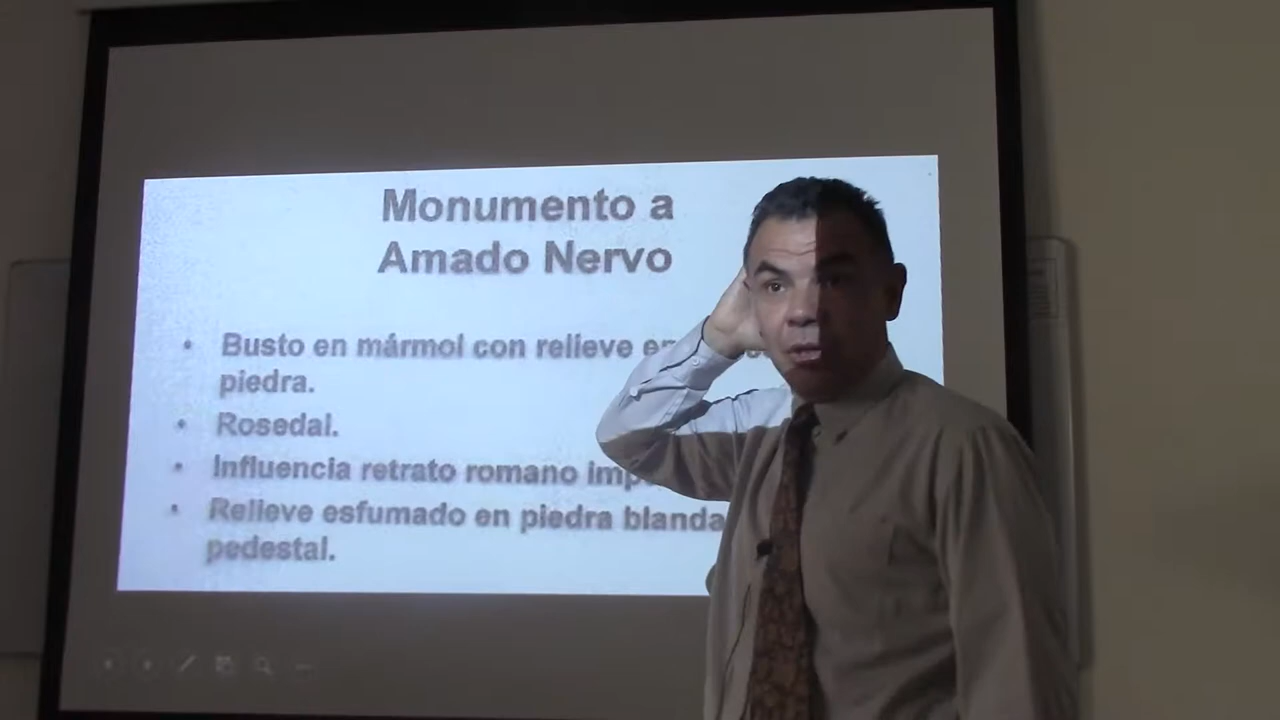 Monumento a
Amado Nervo
• Busto en mármol con relieve en
piedra.
• Rosedal.
• Influencia retrato romano
• Relieve esfumado en piedra blanda
pedestal.